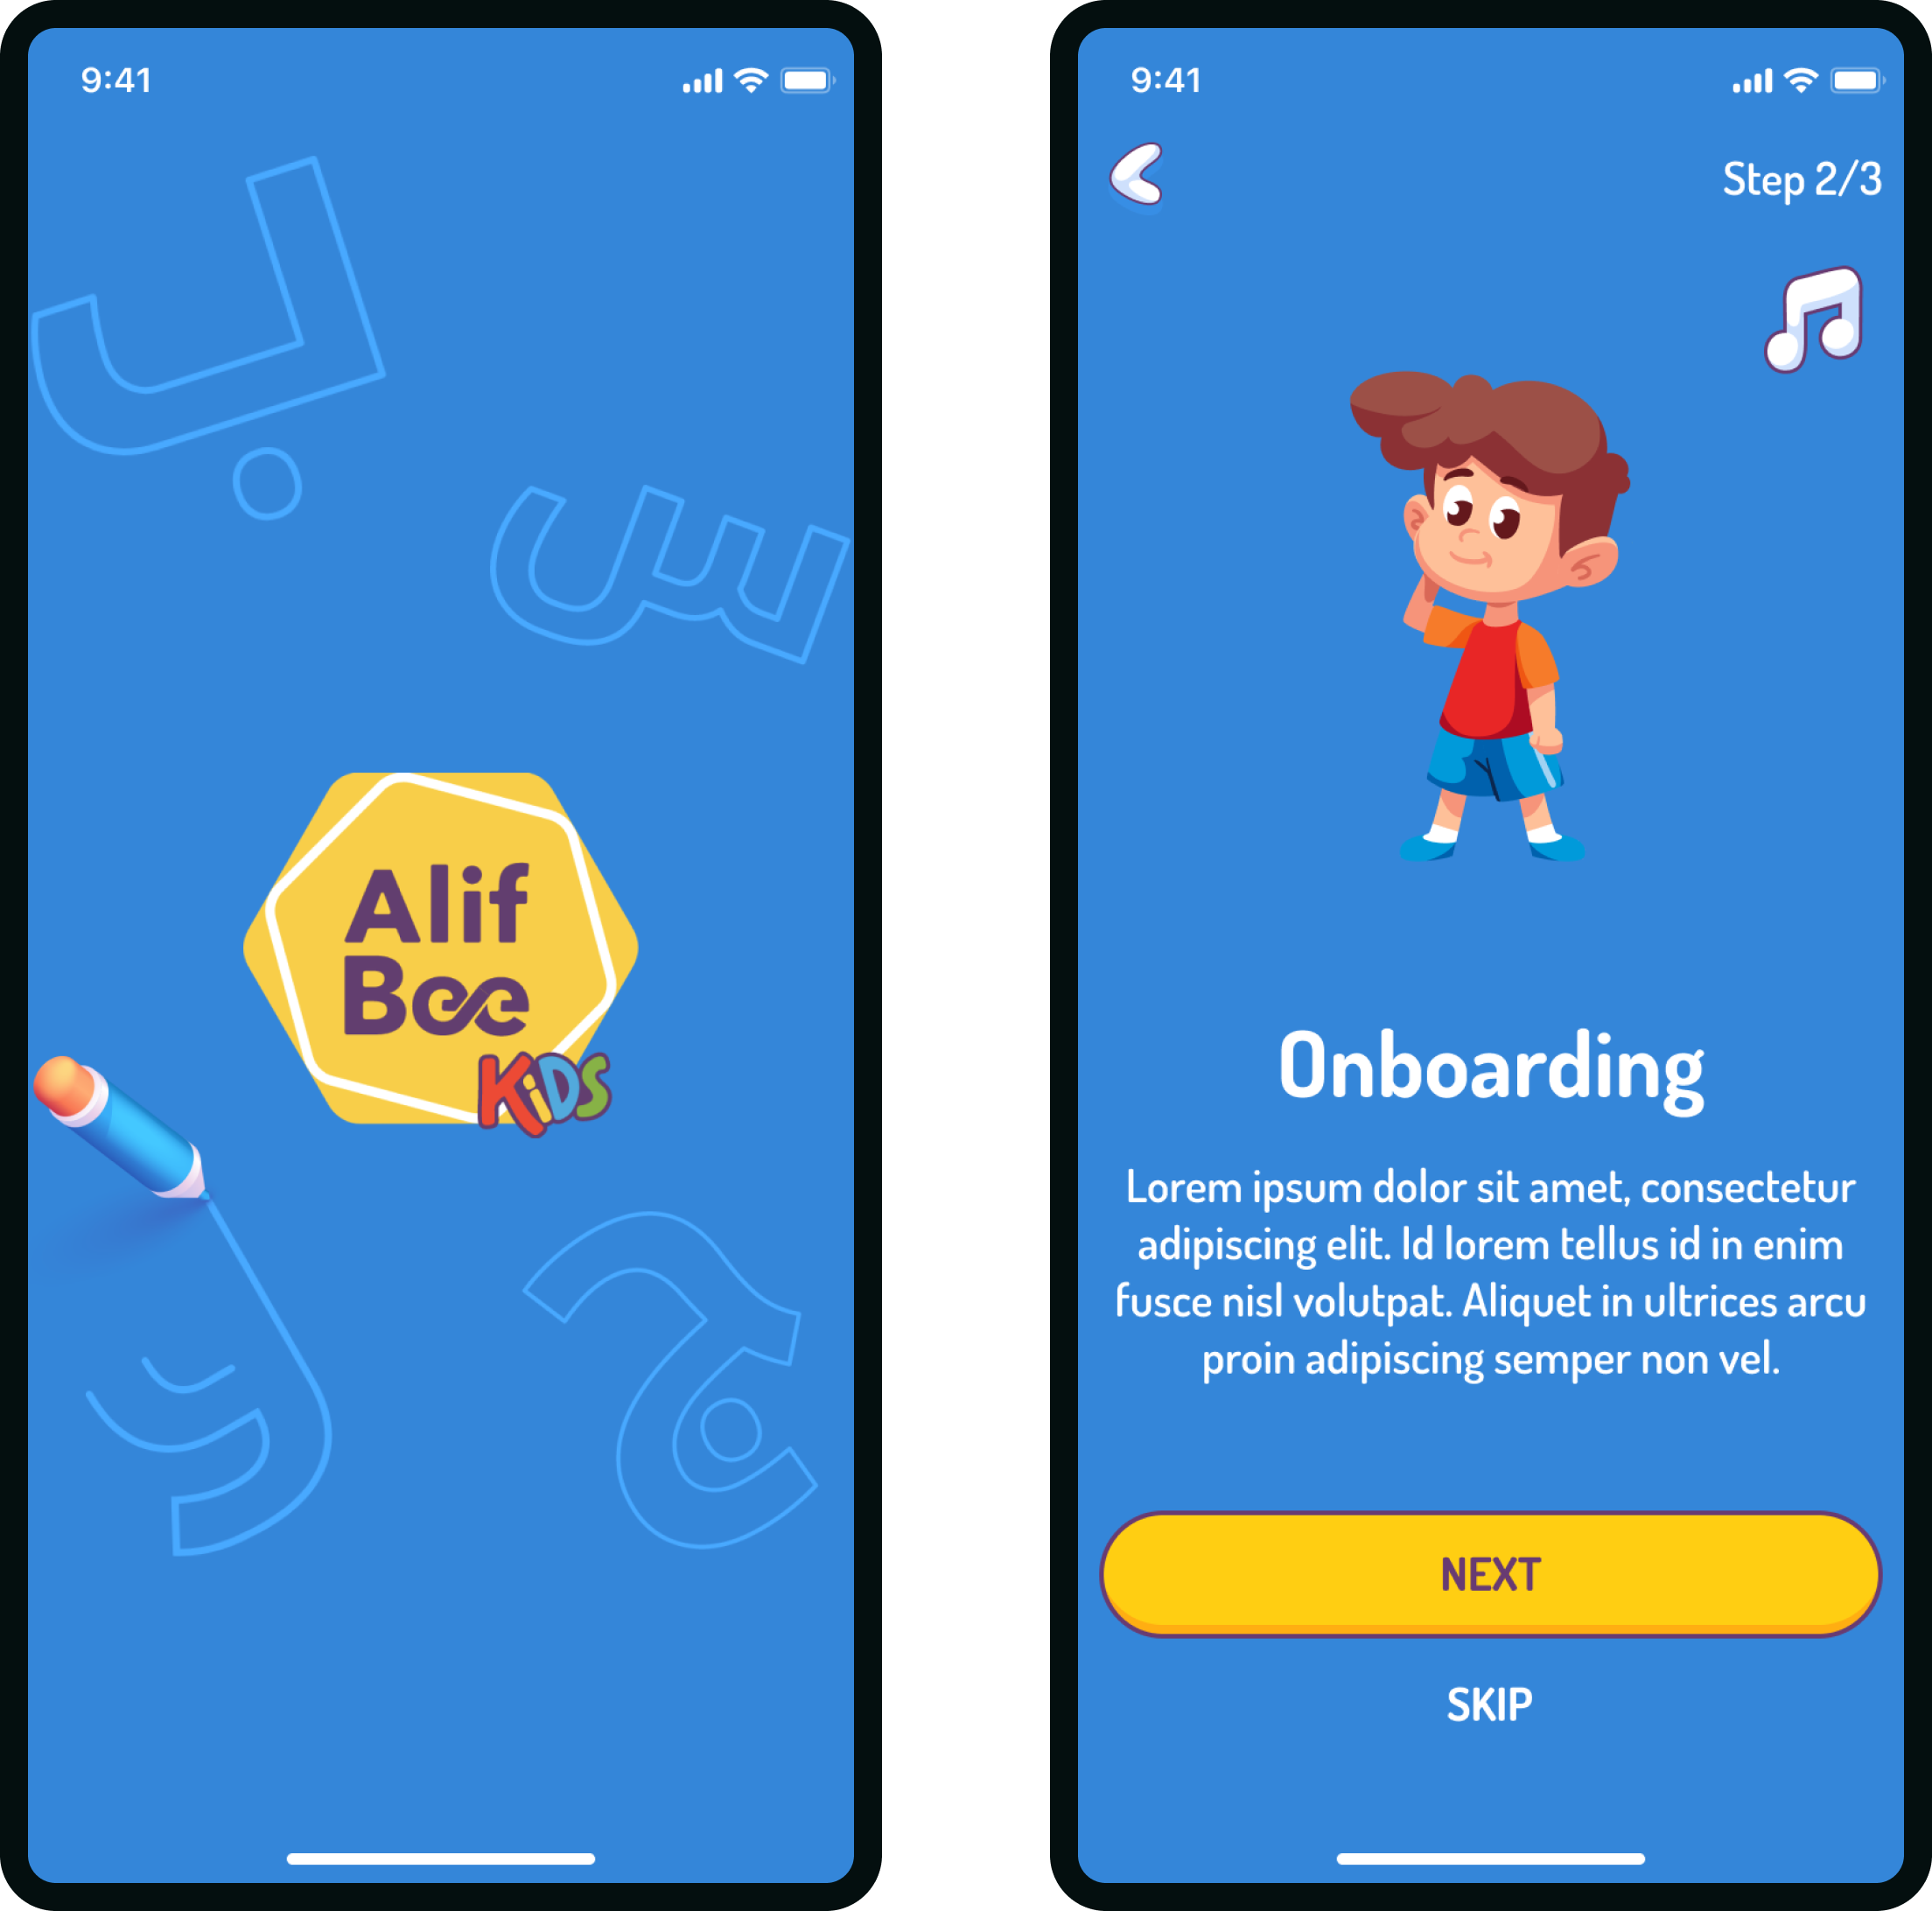 9:41
ب
س
Alif
Bee
KiDS
ج
9:41
Step 2/3
Onboarding
Lorem ipsum dolor sit amet, consectetur
adipiscing elit. Id lorem tellus id in enim
fusce nisl volutpat. Aliquet in ultrices arcu
proin adipiscing semper non vel.
NEXT
SKIP